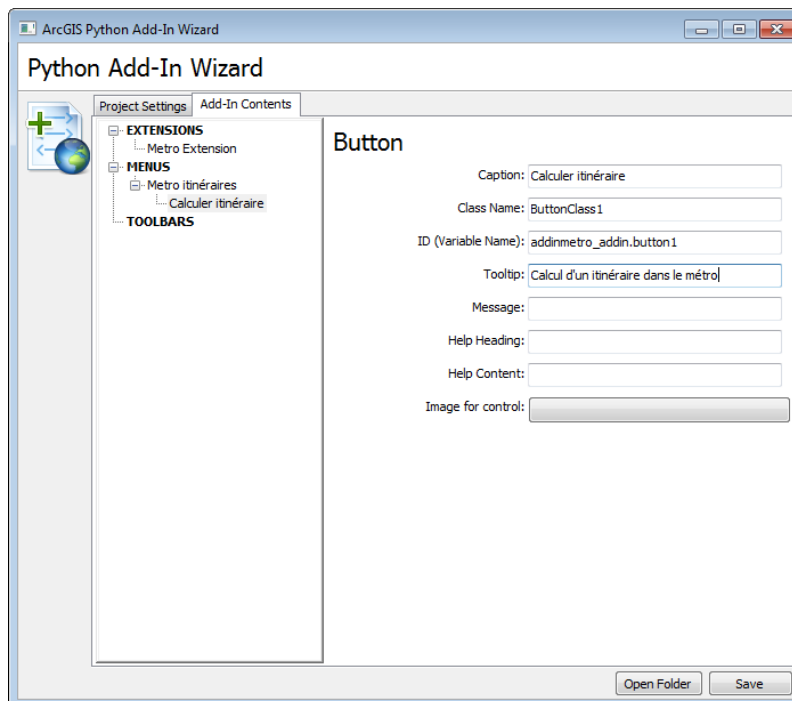 ArcGIS Python Add-In Wizard
Python Add-In Wizard
Project Settings Add-In Contents
EXTENSIONS
Metro Extension
MENUS
Metro itinéraires
Calculer itinéraire
TOOLBARS
Button
Caption: Calculer itinéraire
Class Name: ButtonClass1
ID (Variable Name): addinmetro_addin.button1
Tooltip: Calcul d'un itinéraire dans le métro
Message:
Help Heading:
Help Content:
Image for control:
Open Folder Save